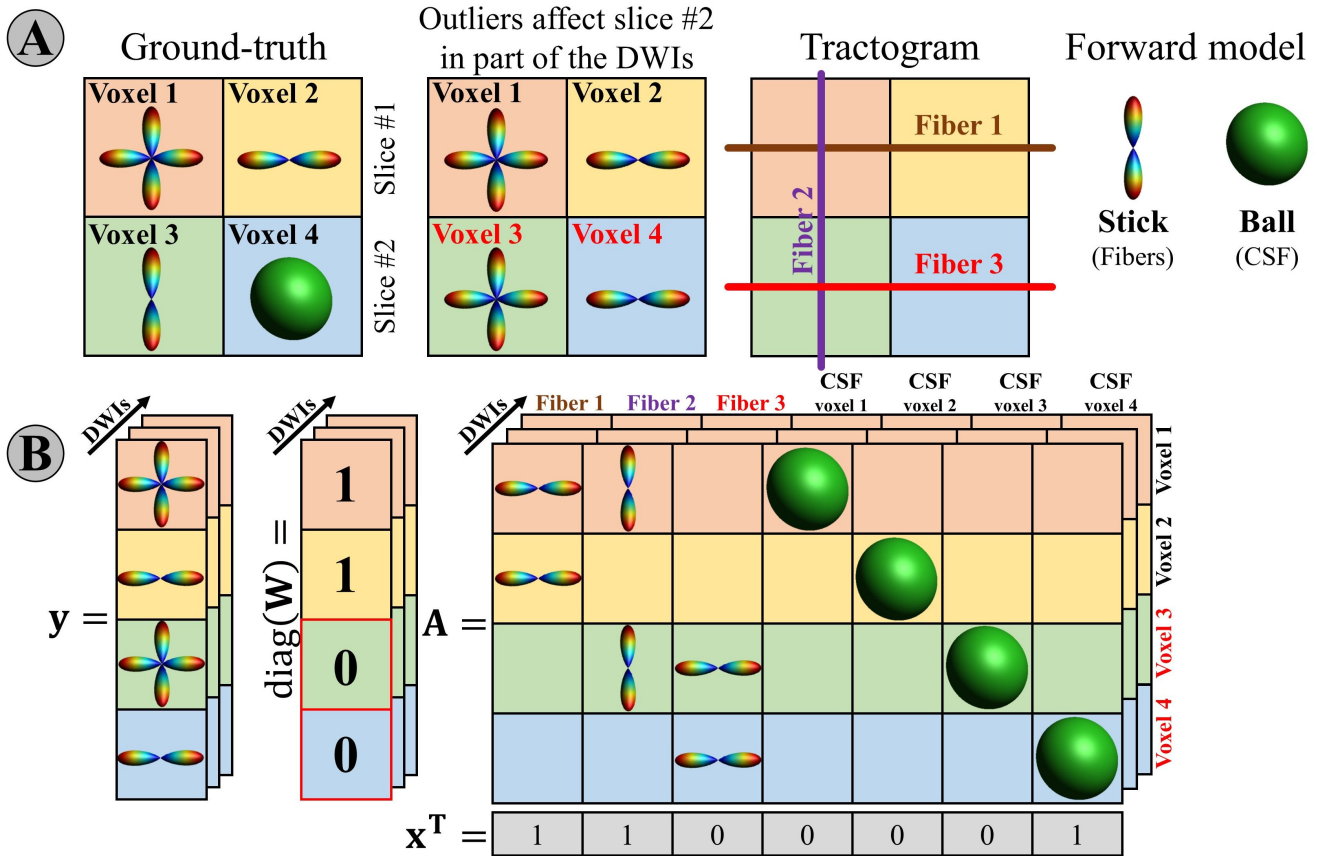 A
Ground-truth
Outliers affect slice #2
in part of the DWIs
Tractogram
Forward model
Voxel 1
Voxel 2
Slice #1
Voxel 3
Voxel 4
Slice #2
Voxel 1
Voxel 2
Voxel 3
Voxel 4
Fiber 1
Fiber 2
Fiber 3
Stick
(Fibers)
Ball
(CSF)
B
DWIs
y =
DWIs
diag(W) =
1
1
0
0
DWIs
Fiber 1
Fiber 2
Fiber 3
CSF
voxel 1
CSF
voxel 2
CSF
voxel 3
CSF
voxel 4
A =
Voxel 1
Voxel 2
Voxel 3
Voxel 4
x^T = 1 1 0 0 0 0 1